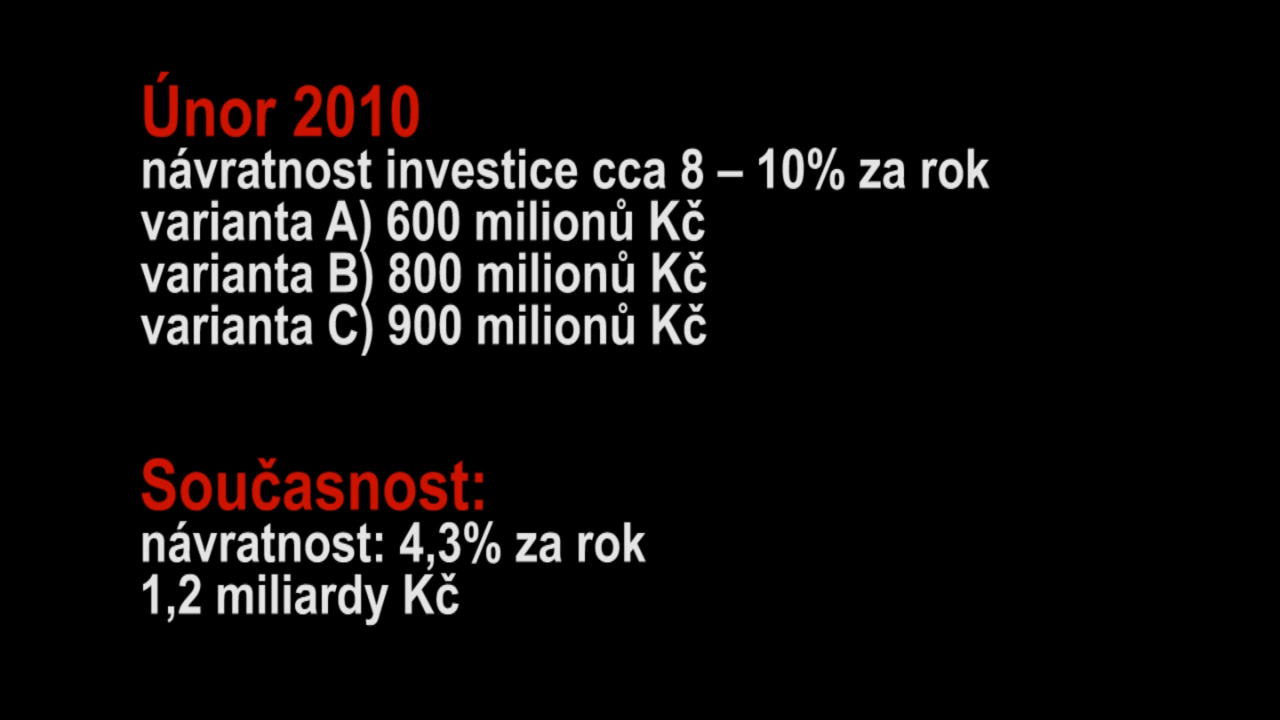 Únor 2010
návratnost investice cca 8 – 10% za rok
varianta A) 600 milionů Kč
varianta B) 800 milionů Kč
varianta C) 900 milionů Kč
Současnost:
návratnost: 4,3% za rok
1,2 miliardy Kč